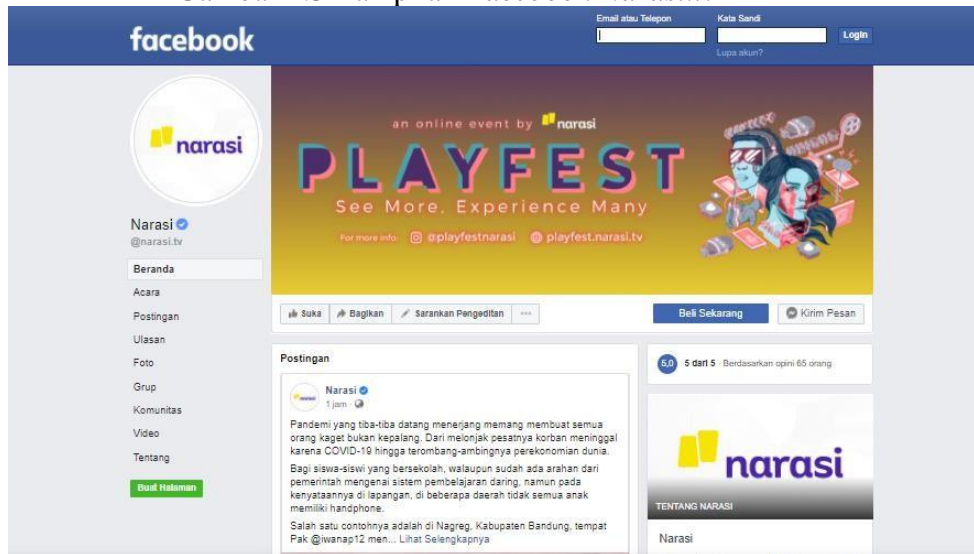 facebook
Email atau Telepon
Kata Sandi
Login
Lupa akun?
narasi
Narasi
@narasi.tv
Beranda
Acara
Postingan
Ulasan
Foto
Grup
Komunitas
Video
Tentang
Buat Halaman
an online event by narasi
PLAYFEST
See More, Experience Many
For more info: @playfestnarasi playfest.narasi.tv
Suka Bagikan Sarankan Pengeditan ...
Beli Sekarang Kirim Pesan
Postingan
Narasi
1 jam ·
Pandemi yang tiba-tiba datang menerjang memang membuat semua
orang kaget bukan kepalang. Dari melonjak pesatnya korban meninggal
karena COVID-19 hingga terombang-ambingnya perekonomian dunia.
Bagi siswa-siswi yang bersekolah, walaupun sudah ada arahan dari
pemerintah mengenai sistem pembelajaran daring, namun pada
kenyataannya di lapangan, di beberapa daerah tidak semua anak
memiliki handphone.
Salah satu contohnya adalah di Nagreg, Kabupaten Bandung, tempat
Pak @iwanap12 men... Lihat Selengkapnya
5,0 5 dari 5 · Berdasarkan opini 65 orang
narasi
TENTANG NARASI
Narasi